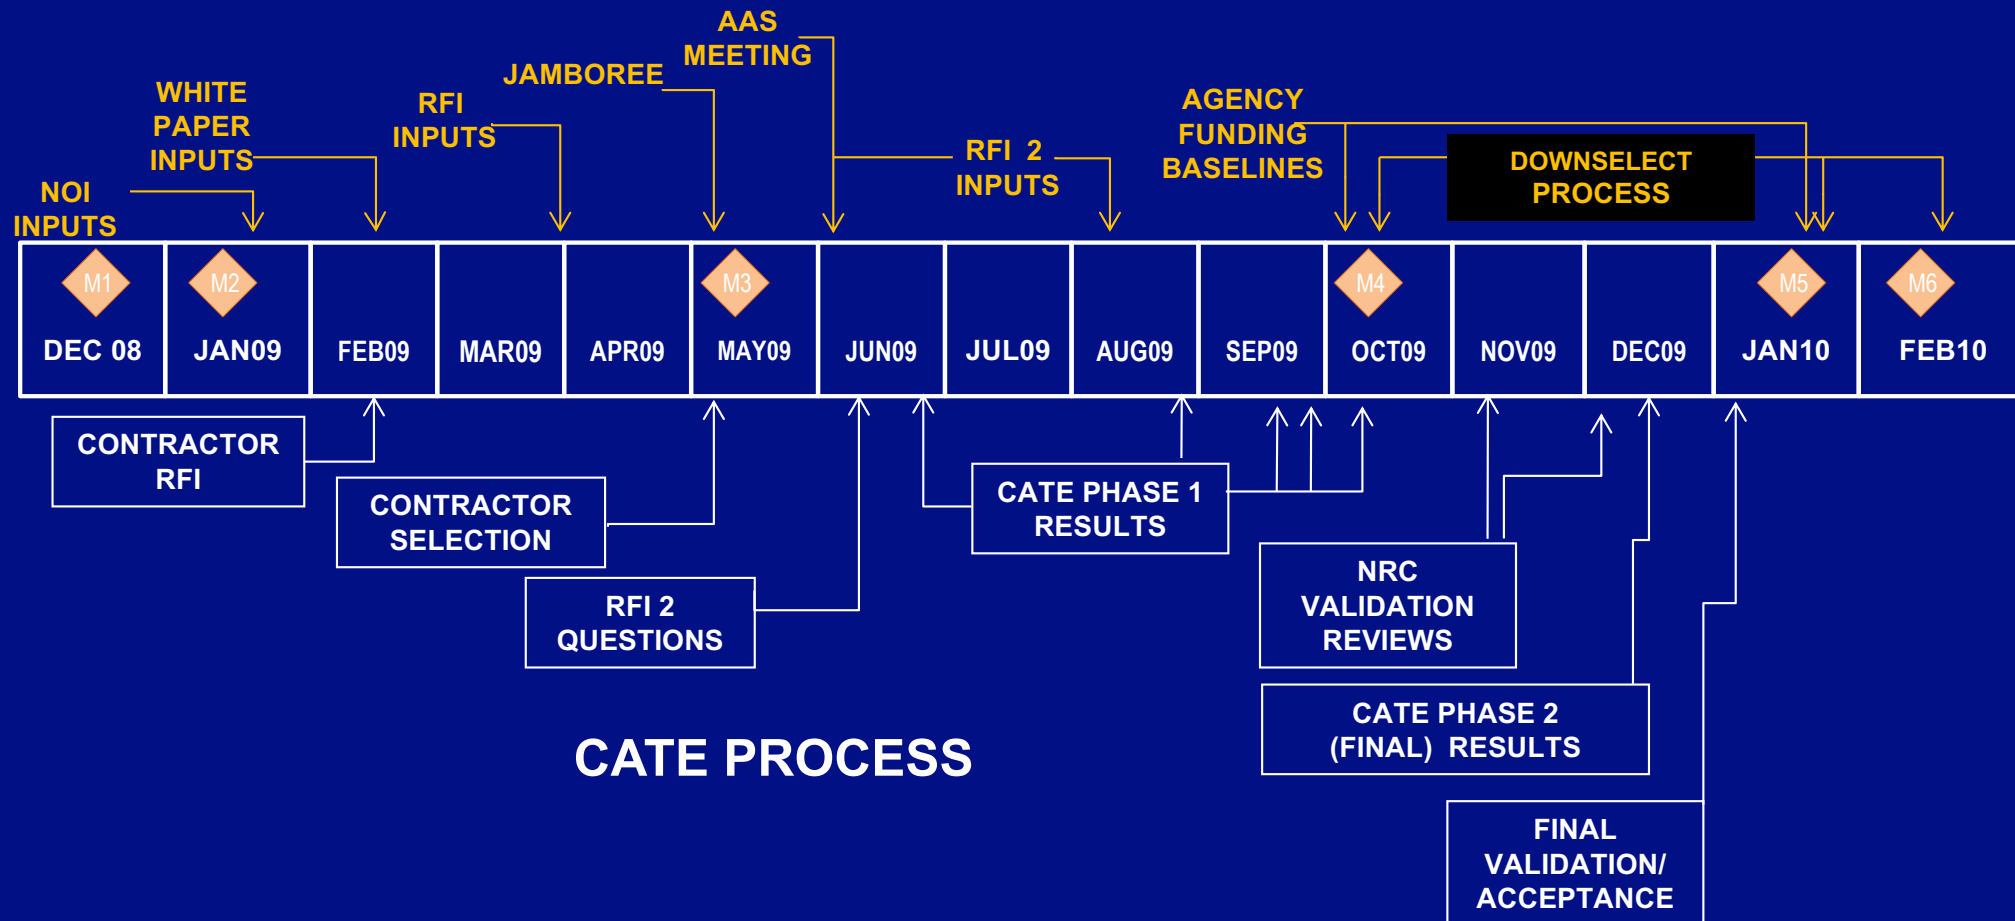 AAS
MEETING
JAMBOREE
WHITE
PAPER
INPUTS
RFI
INPUTS
AGENCY
FUNDING
BASELINES
RFI 2
INPUTS
DOWNSELECT
PROCESS
NOI
INPUTS
M1
M2
M3
M4
M5
M6
DEC 08
JAN09
FEB09
MAR09
APR09
MAY09
JUN09
JUL09
AUG09
SEP09
OCT09
NOV09
DEC09
JAN10
FEB10
CONTRACTOR
RFI
CONTRACTOR
SELECTION
RFI 2
QUESTIONS
CATE PHASE 1
RESULTS
NRC
VALIDATION
REVIEWS
CATE PHASE 2
(FINAL) RESULTS
CATE PROCESS
FINAL
VALIDATION/
ACCEPTANCE